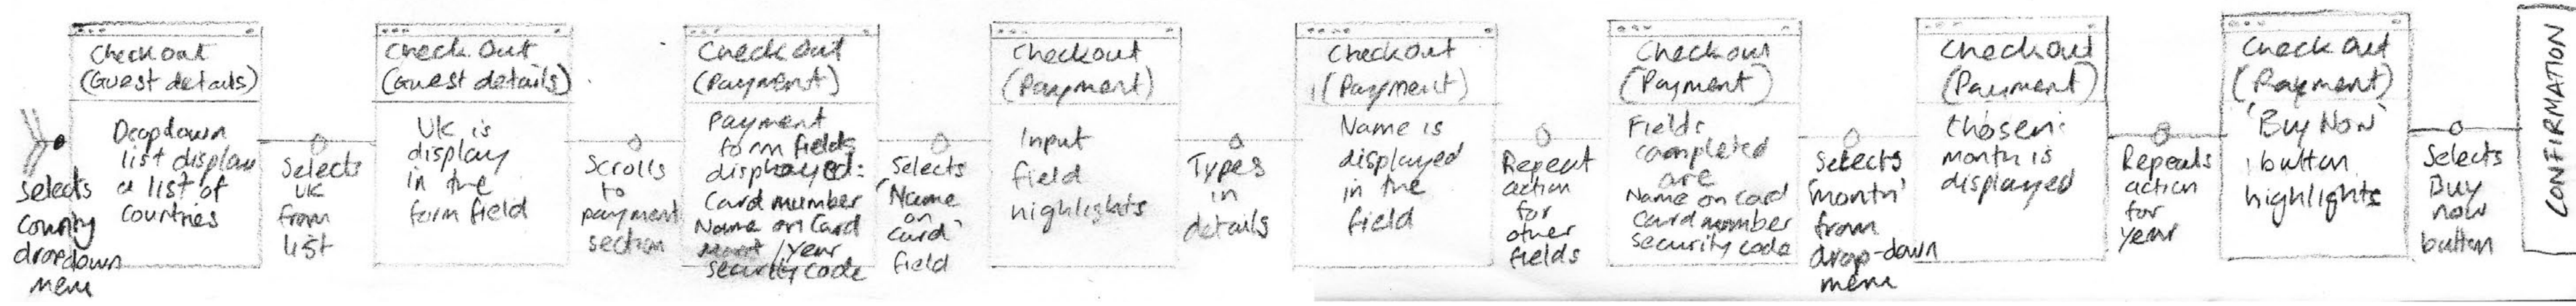 selects
country
dropdown
menu
Checkout
(Guest details)
Dropdown
list display
a list of
countries
Selects
UK
from
list
Check Out
(Guest details)
UK is
display
in the
form field
Scrolls
to
payment
section
Check Out
(Payment)
Payment
form fields
displayed:
Card number
Name on Card
/year
security code
Selects
'Name
on
card'
field
Checkout
(Payment)
Input
field
highlights
Types
in
details
Checkout
(Payment)
Name is
displayed
in the
field
Repeat
action
for
other
fields
Checkout
(Payment)
Fields
completed
are
Name on card
card number
security code
Selects
'month'
from
drop-down
menu
Checkout
(Payment)
Chosen
month is
displayed
Repeats
action
for
year
Check Out
(Payment)
'Buy Now'
button
highlights
Selects
Buy
now
button
CONFIRMATION